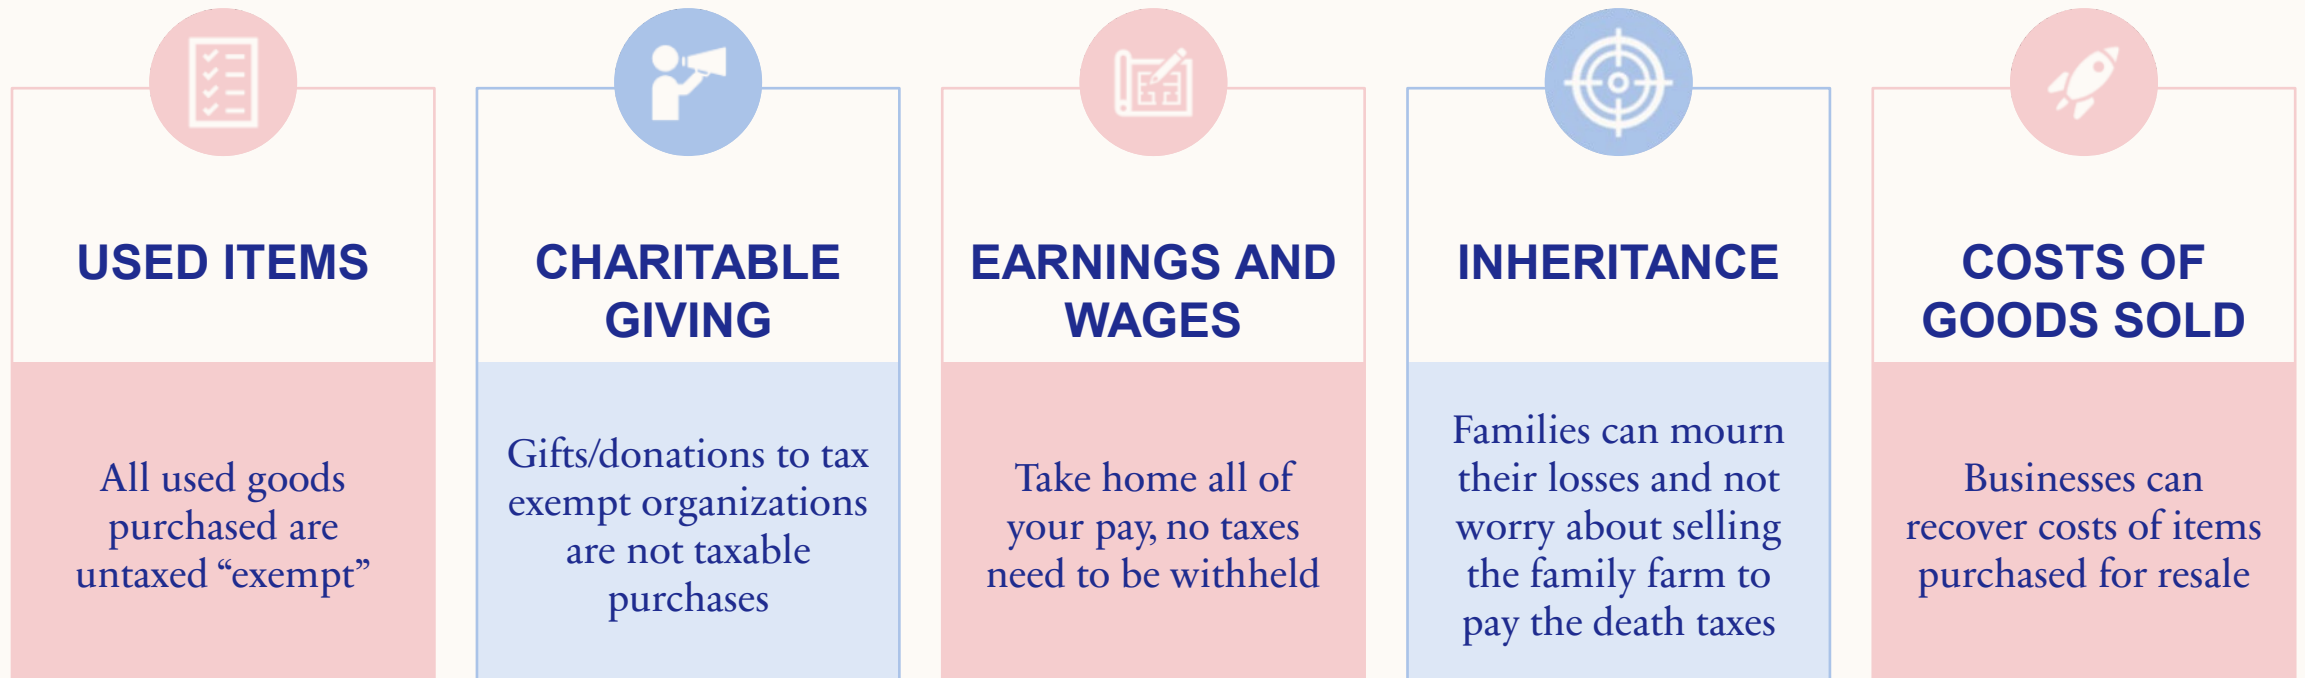 USED ITEMS
All used goods
purchased are
untaxed “exempt”
CHARITABLE
GIVING
Gifts/donations to tax
exempt organizations
are not taxable
purchases
EARNINGS AND
WAGES
Take home all of
your pay, no taxes
need to be withheld
INHERITANCE
Families can mourn
their losses and not
worry about selling
the family farm to
pay the death taxes
COSTS OF
GOODS SOLD
Businesses can
recover costs of items
purchased for resale